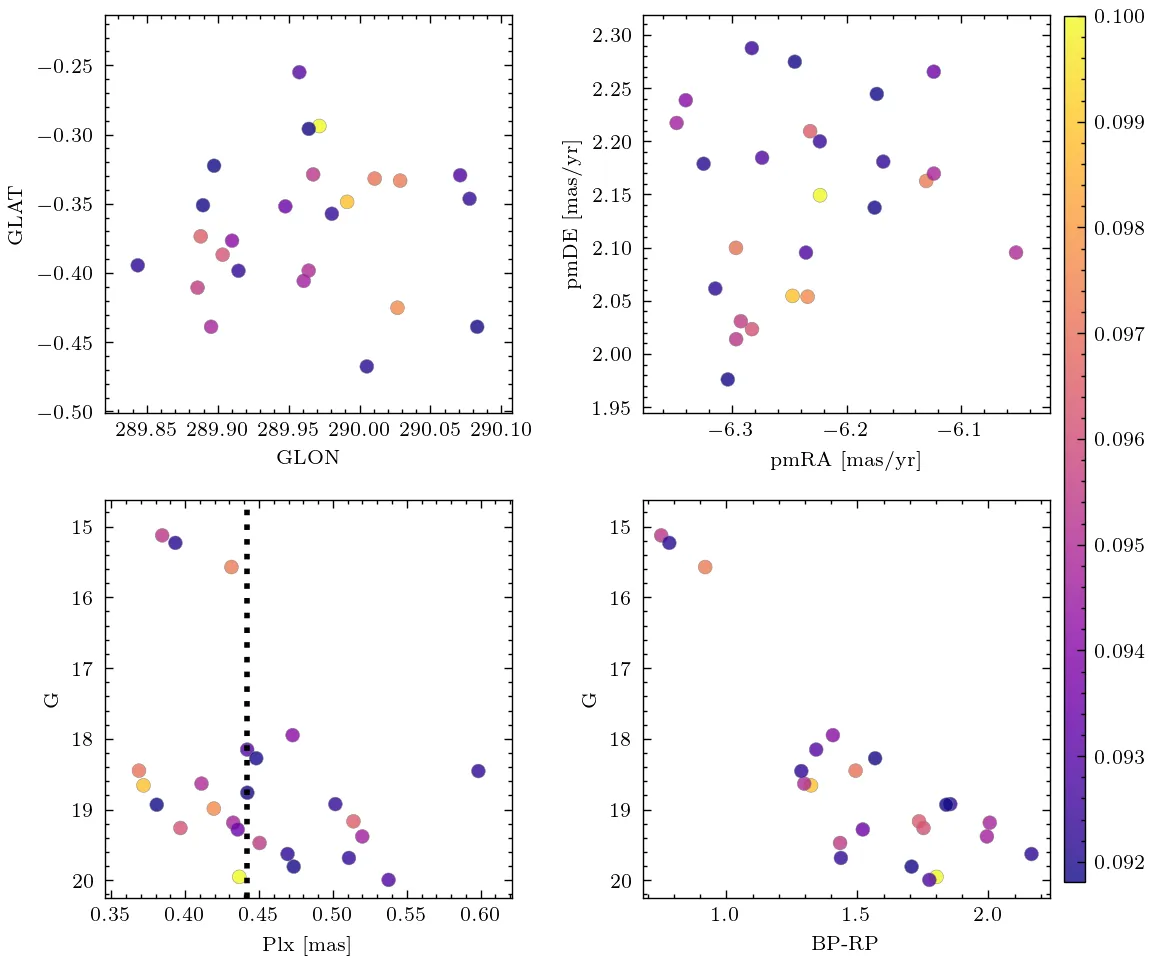 −0.25
−0.30
−0.35
−0.40
−0.45
−0.50
GLAT
289.85 289.90 289.95 290.00 290.05 290.10
GLON
2.30
2.25
2.20
2.15
2.10
2.05
2.00
1.95
pmDE [mas/yr]
−6.3 −6.2 −6.1
pmRA [mas/yr]
0.100
0.099
0.098
0.097
0.096
0.095
0.094
0.093
0.092
15
16
17
18
19
20
G
0.35 0.40 0.45 0.50 0.55 0.60
Plx [mas]
15
16
17
18
19
20
G
1.0 1.5 2.0
BP-RP